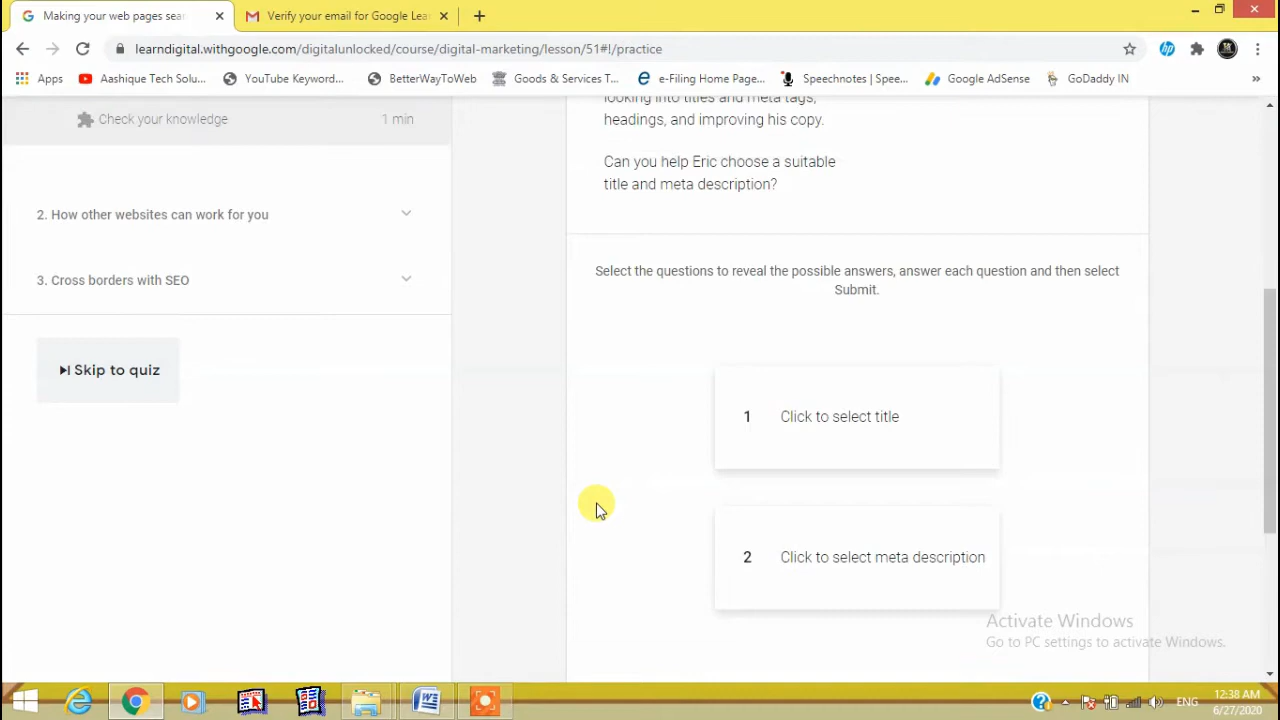 Making your web pages sea
Verify your email for Google Lea
learndigital.withgoogle.com/digitalunlocked/course/digital-marketing/lesson/51#!/practice
Apps
Aashique Tech Solu...
YouTube Keyword...
BetterWayToWeb
Goods & Services T...
e-Filing Home Page...
Speechnotes | Spee...
Google AdSense
GoDaddy IN
»
Check your knowledge
1 min
2. How other websites can work for you
3. Cross borders with SEO
Skip to quiz
looking into titles and meta tags,
headings, and improving his copy.
Can you help Eric choose a suitable
title and meta description?
Select the questions to reveal the possible answers, answer each question and then select
Submit.
1 Click to select title
2 Click to select meta description
Activate Windows
Go to PC settings to activate Windows.
ENG
12:38 AM
6/27/2020